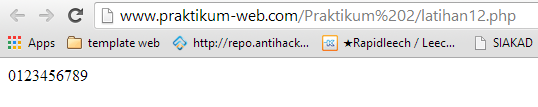 www.praktikum-web.com/Praktikum%202/latihan12.php
Apps template web http://repo.antihack... ★Rapidleech / Leec... SIAKAD
0123456789